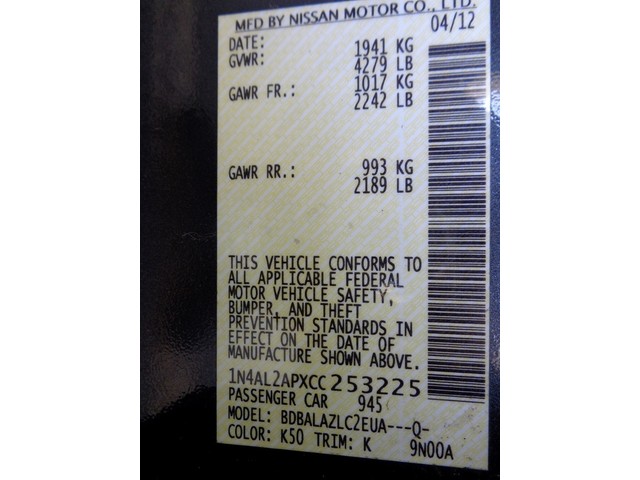 MFD BY NISSAN MOTOR CO., LTD.
DATE: 04/12
GVWR: 1941 KG
4279 LB
GAWR FR.: 1017 KG
2242 LB
GAWR RR.: 993 KG
2189 LB
THIS VEHICLE CONFORMS TO
ALL APPLICABLE FEDERAL
MOTOR VEHICLE SAFETY,
BUMPER, AND THEFT
PREVENTION STANDARDS IN
EFFECT ON THE DATE OF
MANUFACTURE SHOWN ABOVE.
1N4AL2APXCC253225
PASSENGER CAR 945
MODEL: BDBALAZLC2EUA---Q-
COLOR: K50 TRIM: K 9N00A